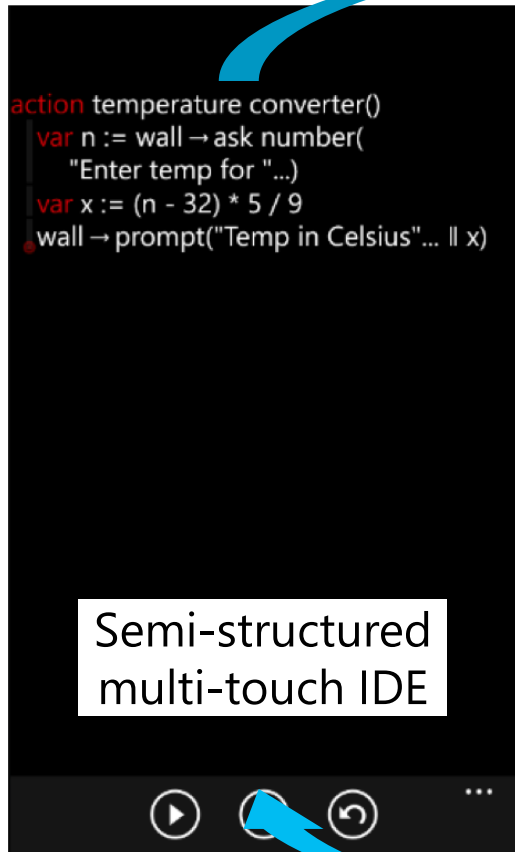 action temperature converter()
var n := wall → ask number(
"Enter temp for "...)
var x := (n - 32) * 5 / 9
wall → prompt("Temp in Celsius"... ‖ x)
Semi-structured
multi-touch IDE
...